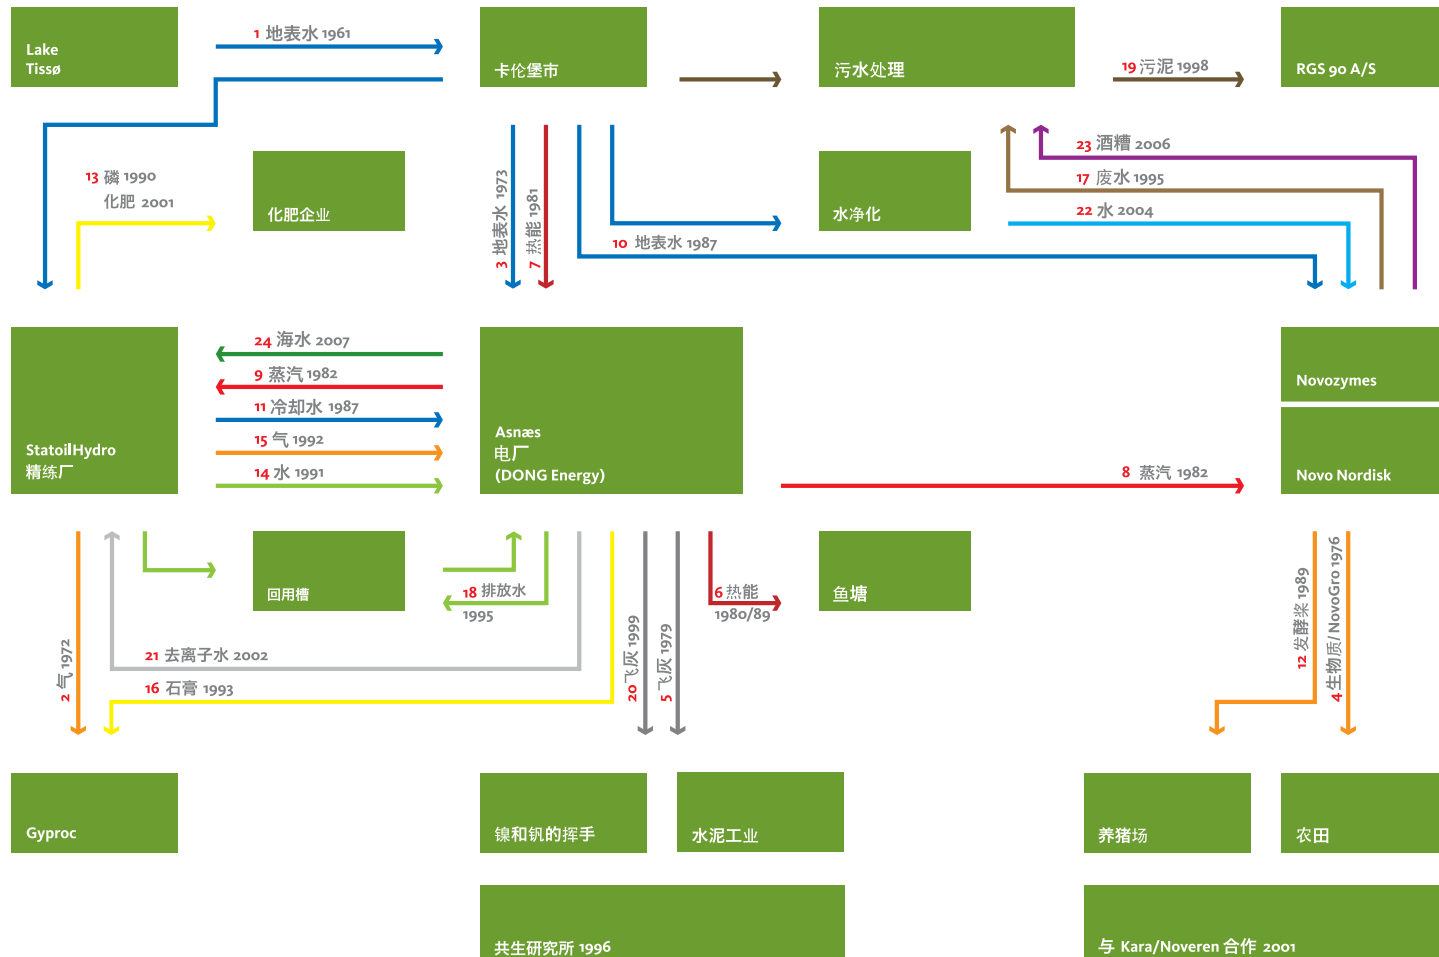 Lake
Tissø
1 地表水 1961
卡伦堡市
污水处理
19 污泥 1998
RGS 90 A/S
13 磷 1990
化肥 2001
化肥企业
3 地表水 1973
7 热能 1981
水净化
10 地表水 1987
23 酒糟 2006
17 废水 1995
22 水 2004
StatoilHydro
精练厂
24 海水 2007
9 蒸汽 1982
11 冷却水 1987
15 气 1992
14 水 1991
Asnæs
电厂
(DONG Energy)
8 蒸汽 1982
Novozymes
Novo Nordisk
回用槽
18 排放水
1995
6 热能
1980/89
鱼塘
2 气 1972
21 去离子水 2002
16 石膏 1993
20 飞灰 1999
5 飞灰 1979
12 发酵浆 1989
4 生物质/ NovoGro 1976
Gyproc
镍和钒的挥手
水泥工业
养猪场
农田
共生研究所 1996
与 Kara/Noveren 合作 2001